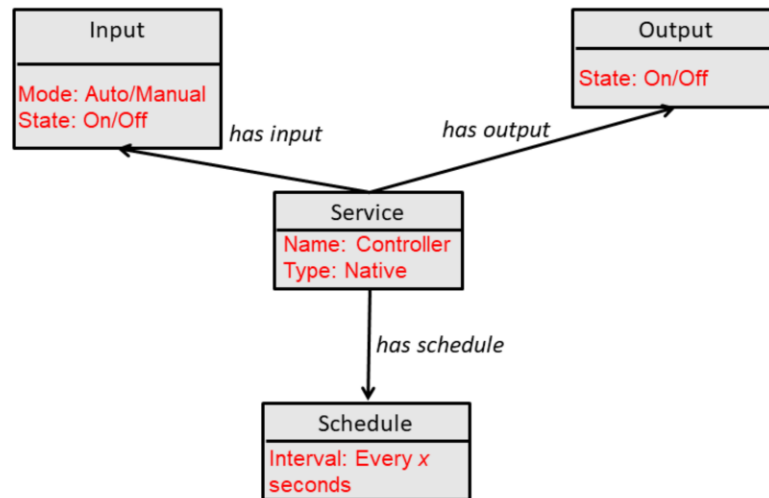 Input
Mode: Auto/Manual
State: On/Off
Output
State: On/Off
has input
has output
Service
Name: Controller
Type: Native
has schedule
Schedule
Interval: Every x
seconds